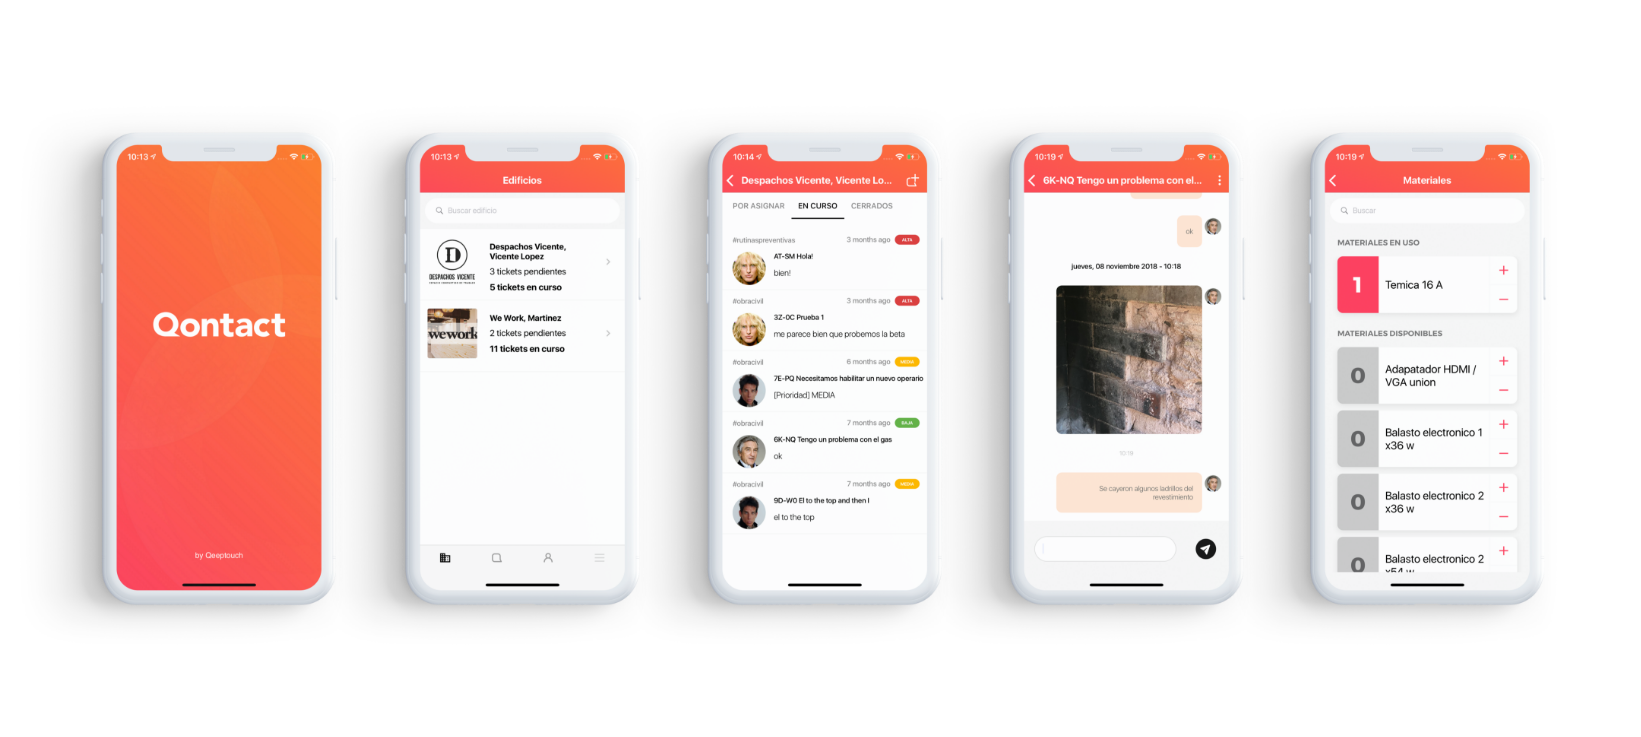 10:13
Qontact
by Qeeptouch
10:13
Edificios
Buscar edificio
D
DESPACHOS VICENTE
Despachos Vicente,
Vicente Lopez
3 tickets pendientes
5 tickets en curso
wework
We Work, Martinez
2 tickets pendientes
11 tickets en curso
10:14
Despachos Vicente, Vicente Lo...
POR ASIGNAR EN CURSO CERRADOS
#rutinaspreventivas 3 months ago ALTA
AT-SM Hola!
bien!
#obracivil 3 months ago ALTA
3Z-0C Prueba 1
me parece bien que probemos la beta
#obracivil 6 months ago MEDIA
7E-PQ Necesitamos habilitar un nuevo operario
[Prioridad] MEDIA
#obracivil 7 months ago BAJA
6K-NQ Tengo un problema con el gas
ok
#obracivil 7 months ago MEDIA
9D-W0 El to the top and then I
el to the top
10:19
6K-NQ Tengo un problema con el...
ok
jueves, 08 noviembre 2018 - 10:18
10:19
Se cayeron algunos ladrillos del
revestimiento
10:19
Materiales
Buscar
MATERIALES EN USO
1 Temica 16 A
MATERIALES DISPONIBLES
0 Adapatador HDMI /
VGA union
0 Balasto electronico 1
x36 w
0 Balasto electronico 2
x36 w
0 Balasto electronico 2
x54 w